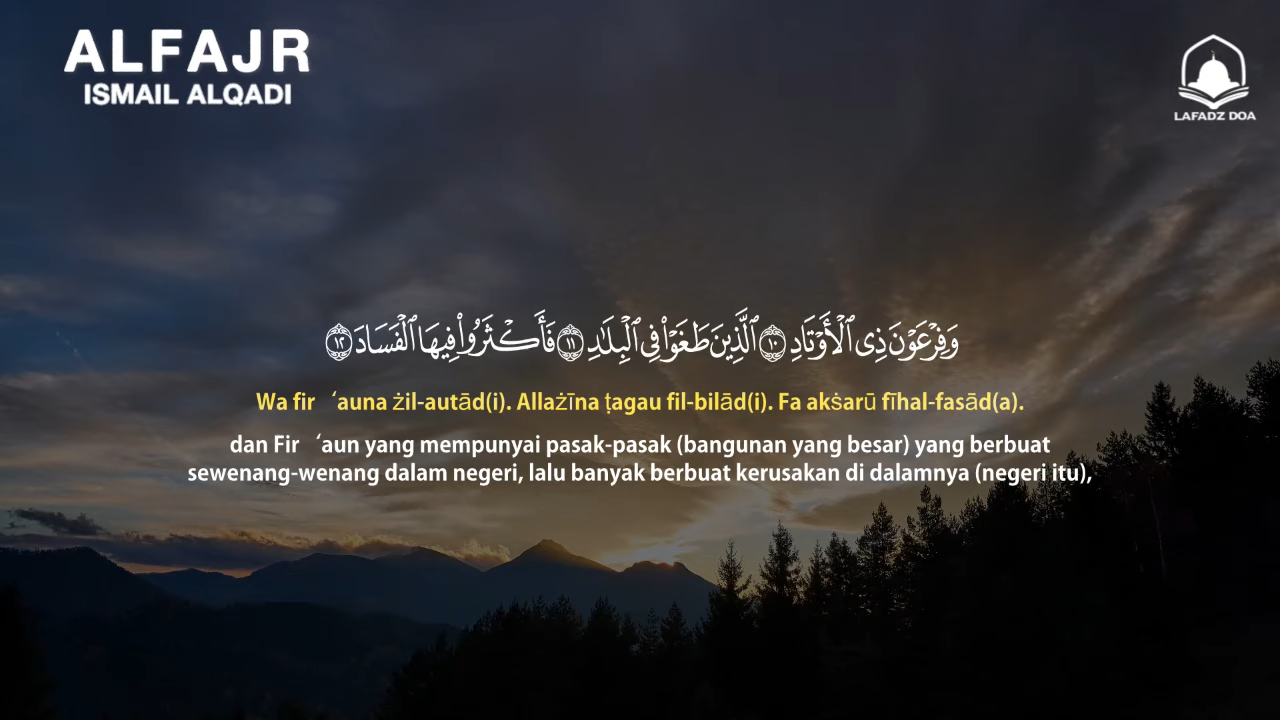 ALFAJR
ISMAIL ALQADI
LAFADZ DOA
وَفِرْعَوْنَ ذِى ٱلْأَوْتَادِ ١٠ ٱلَّذِينَ طَغَوْا۟ فِى ٱلْبِلَٰدِ ١١ فَأَكْثَرُوا۟ فِيهَا ٱلْفَسَادَ ١٢
Wa fir ‘auna żil-autād(i). Allażīna ṭagau fil-bilād(i). Fa akṡarū fīhal-fasād(a).
dan Fir ‘aun yang mempunyai pasak-pasak (bangunan yang besar) yang berbuat
sewenang-wenang dalam negeri, lalu banyak berbuat kerusakan di dalamnya (negeri itu),